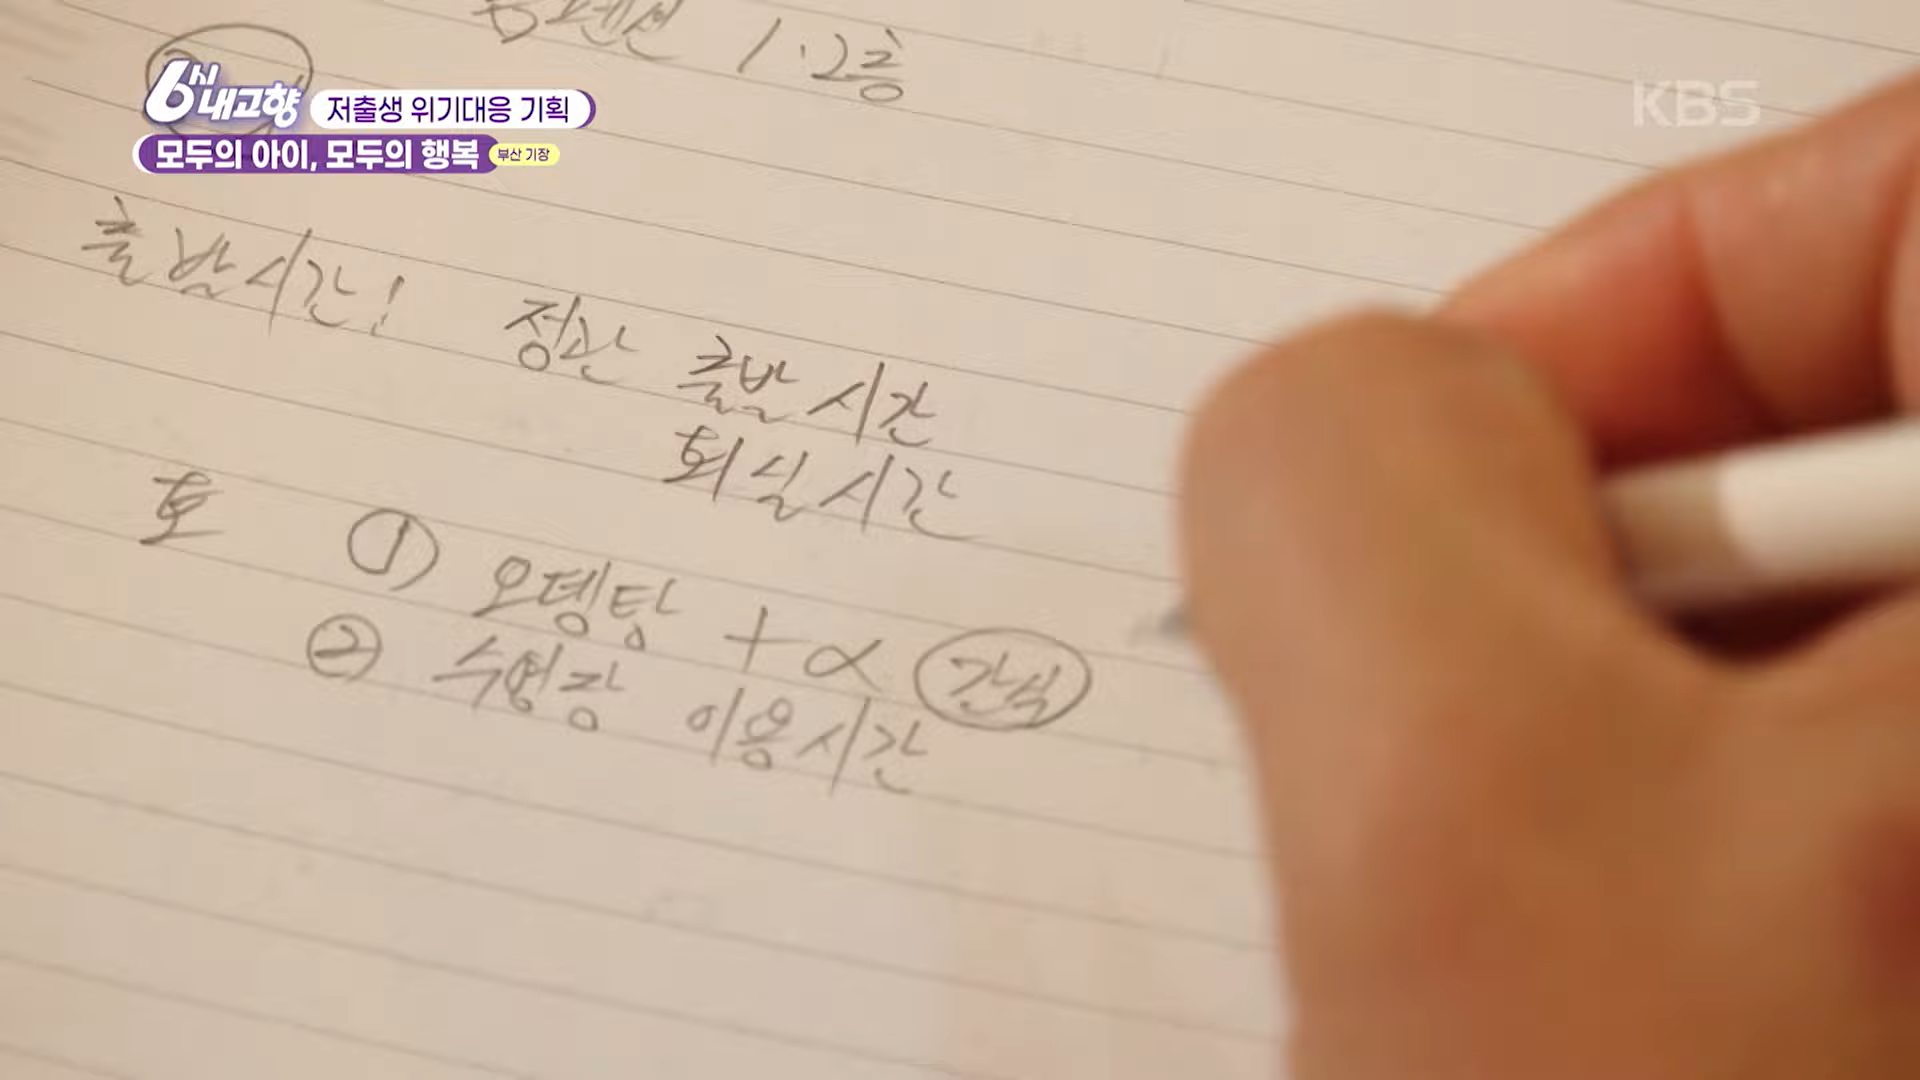 펜션 1·2층
6시 내고향 저출생 위기대응 기획
KBS
모두의 아이, 모두의 행복 부산 기장
출발시간! 정관 출발시간
퇴실시간
토 ① 오뎅탕 + α 간식
② 수영장 이용시간